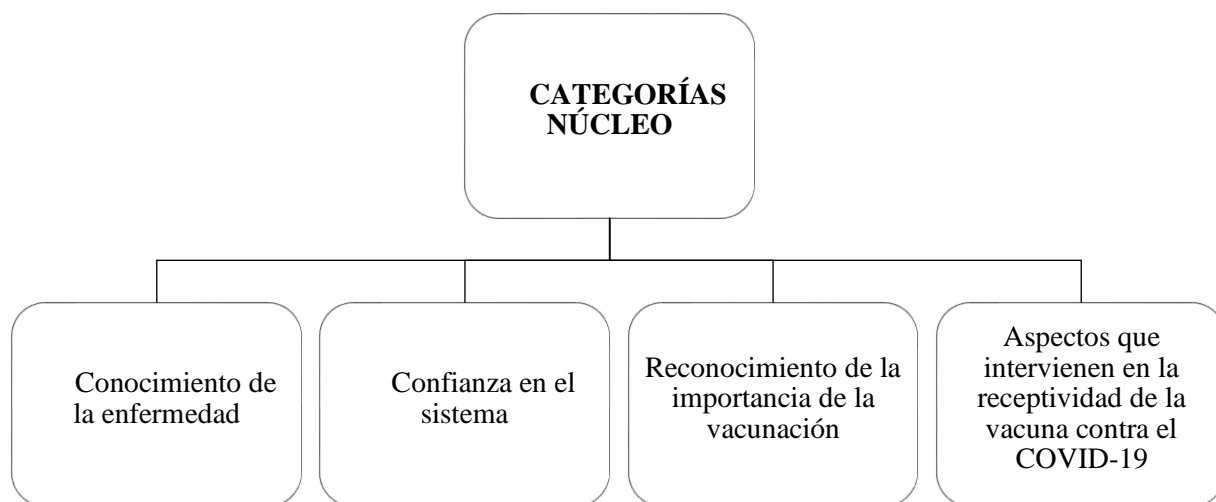 CATEGORÍAS
NÚCLEO
Conocimiento de
la enfermedad
Confianza en el
sistema
Reconocimiento de la
importancia de la
vacunación
Aspectos que
intervienen en la
receptividad de la
vacuna contra el
COVID-19